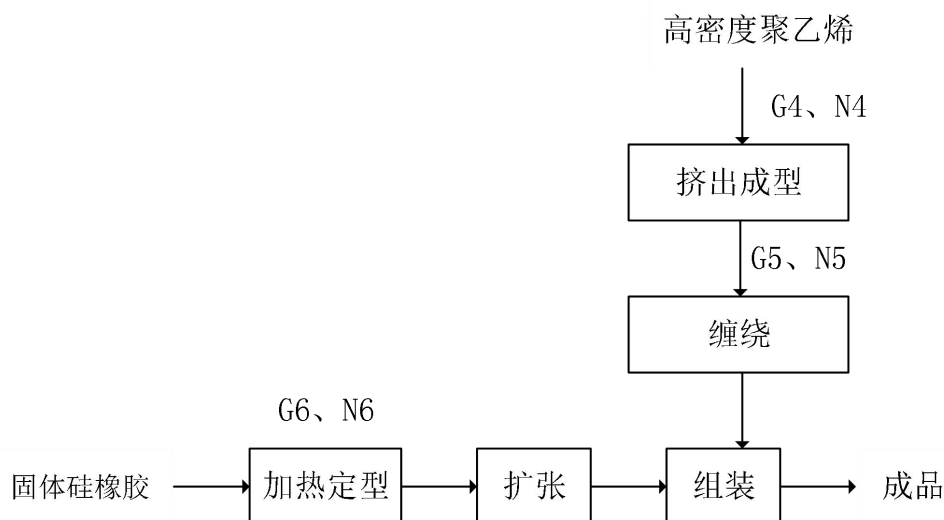 高密度聚乙烯
G4、N4
挤出成型
G5、N5
缠绕
G6、N6
固体硅橡胶
加热定型
扩张
组装
成品